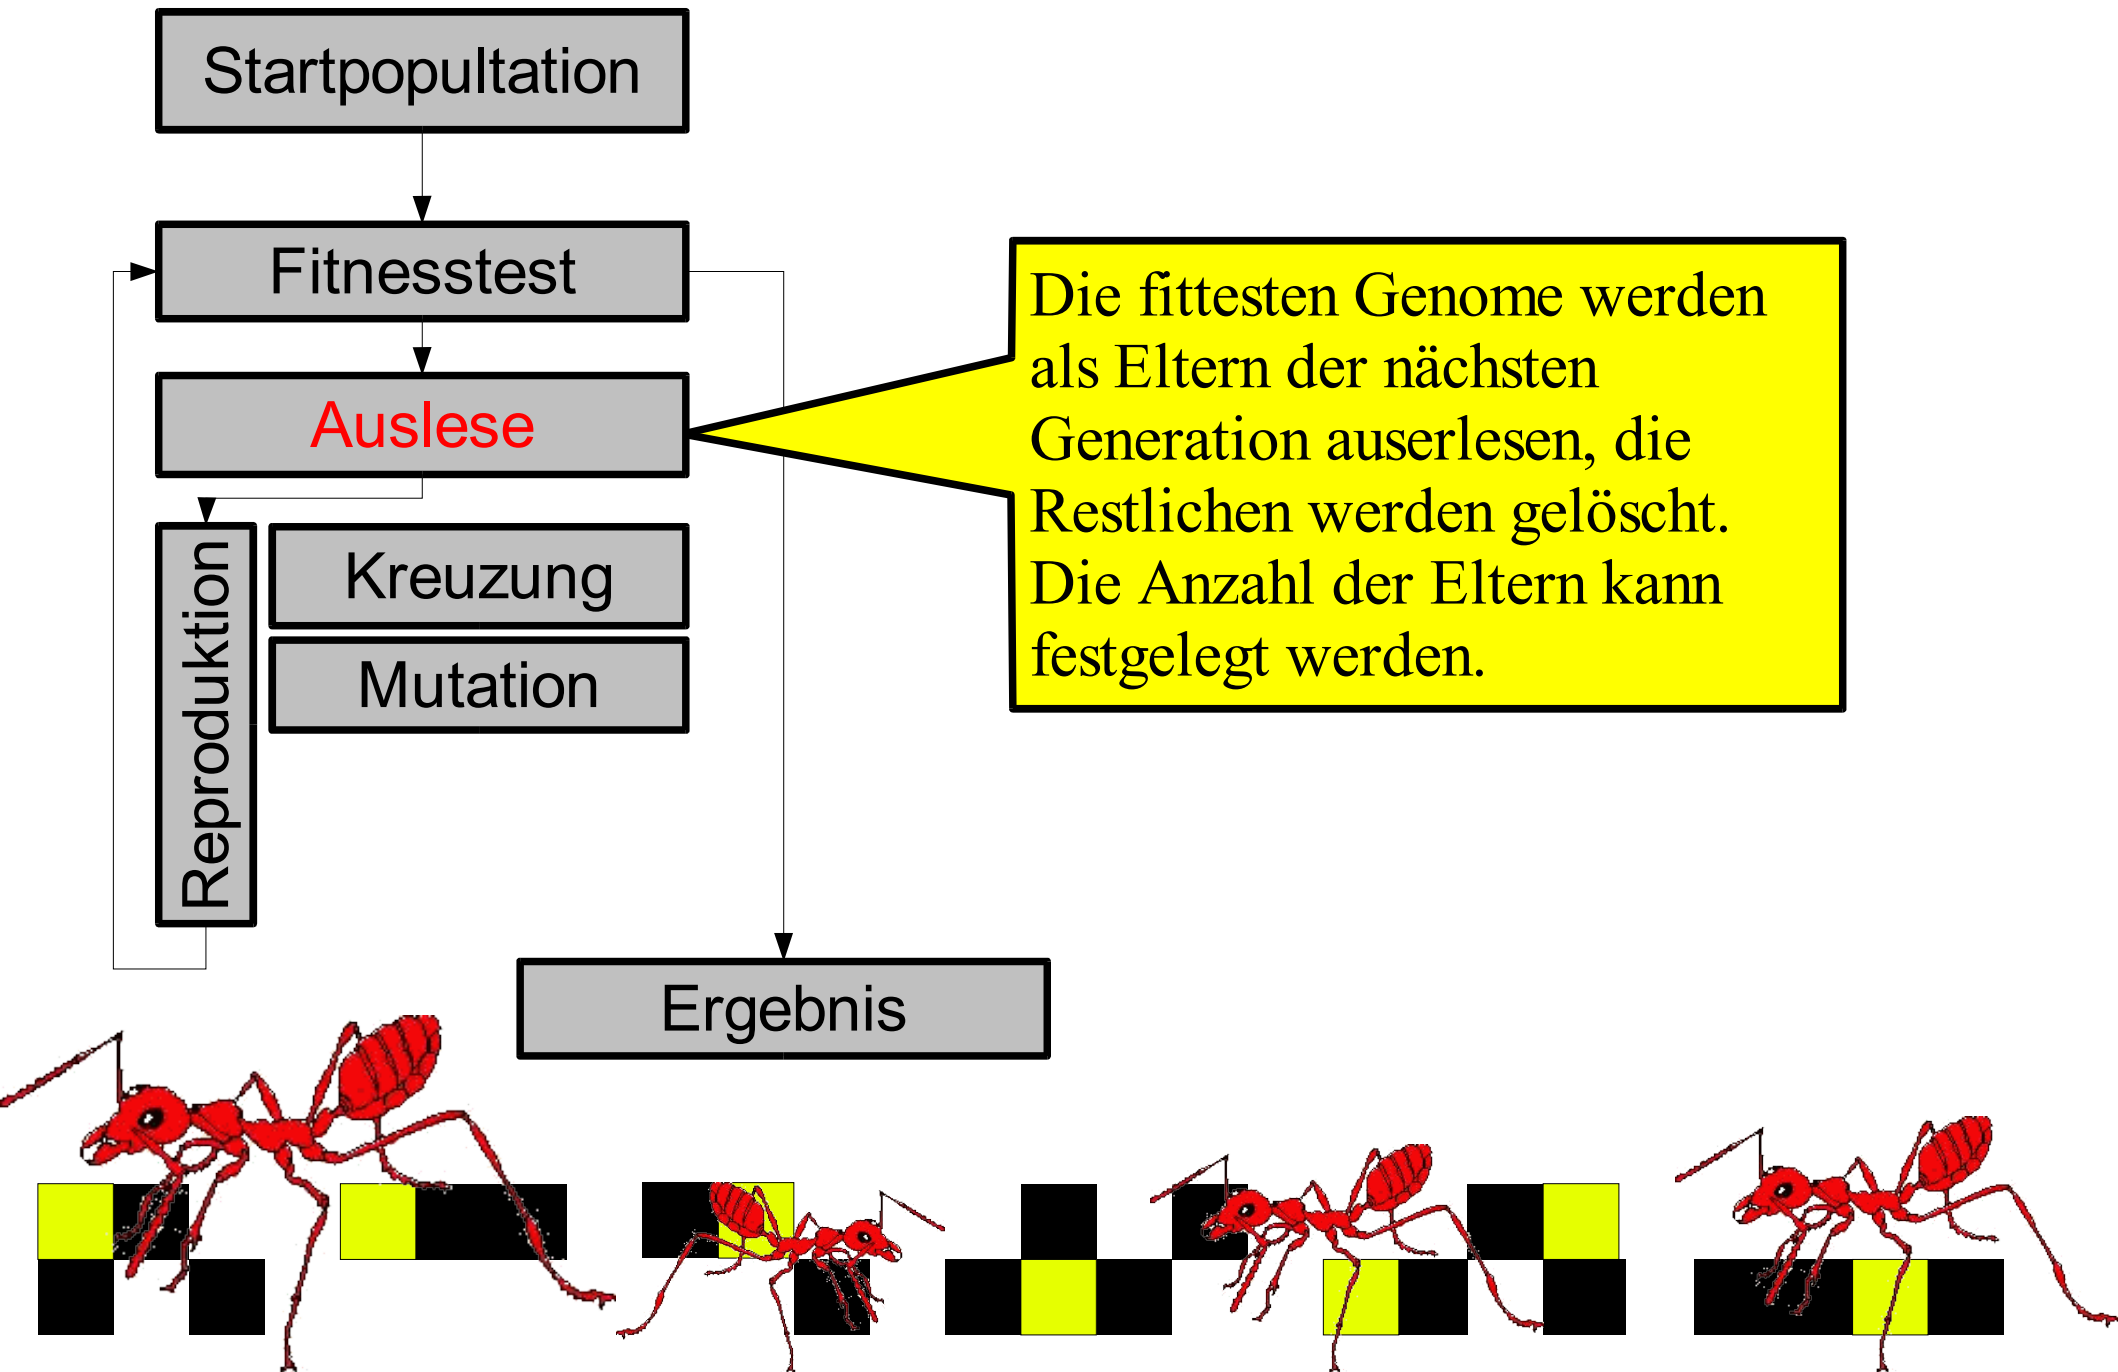 Startpopultation
Fitnesstest
Auslese
Reproduktion
Kreuzung
Mutation
Ergebnis
Die fittesten Genome werden
als Eltern der nächsten
Generation auserlesen, die
Restlichen werden gelöscht.
Die Anzahl der Eltern kann
festgelegt werden.